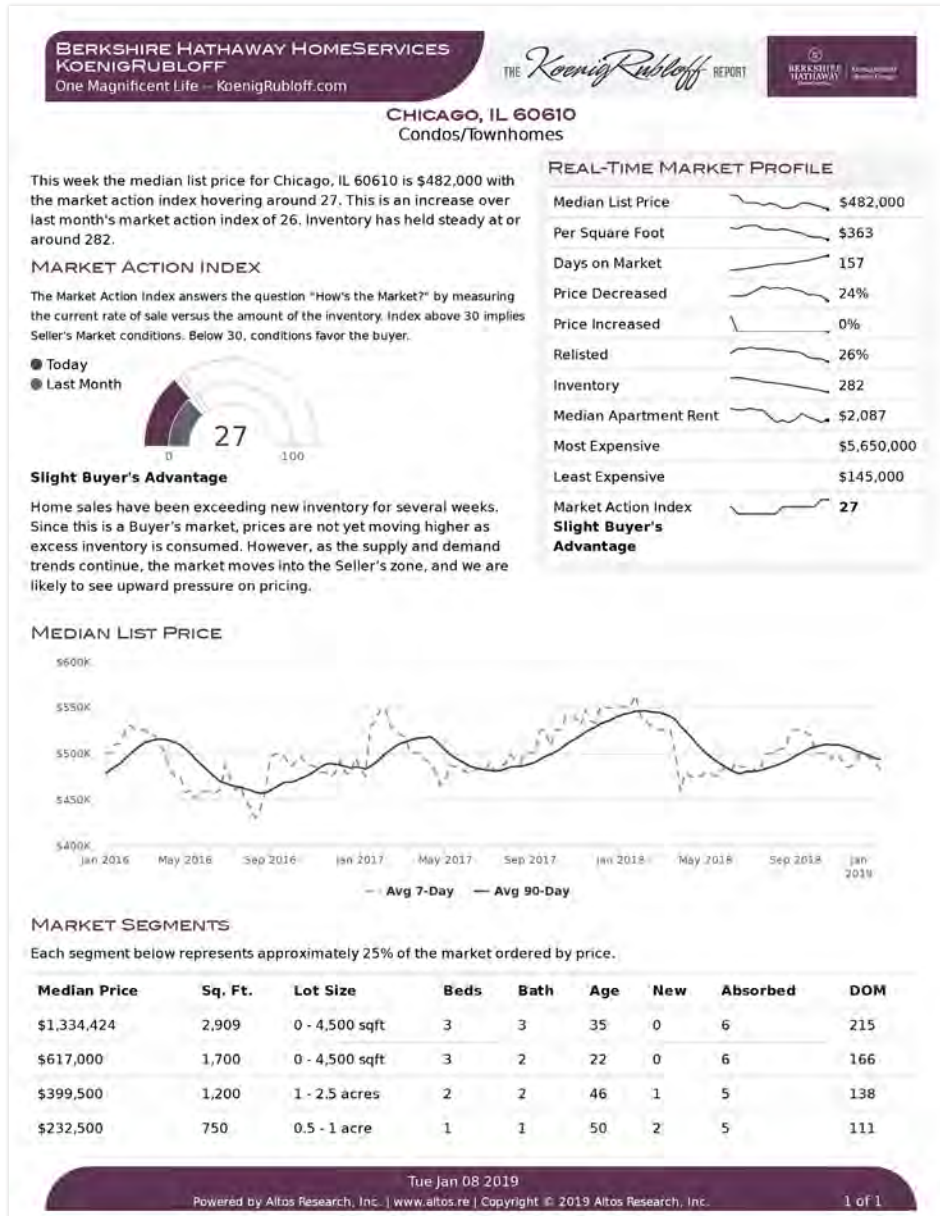 BERKSHIRE HATHAWAY HOMESERVICES
KOENIGRUBLOFF
One Magnificent Life -- KoenigRubloff.com
THE KoenigRubloff REPORT
BERKSHIRE
HATHAWAY
CHICAGO, IL 60610
Condos/Townhomes
This week the median list price for Chicago, IL 60610 is $482,000 with
the market action index hovering around 27. This is an increase over
last month's market action index of 26. Inventory has held steady at or
around 282.
MARKET ACTION INDEX
The Market Action Index answers the question "How's the Market?" by measuring
the current rate of sale versus the amount of the inventory. Index above 30 implies
Seller's Market conditions. Below 30, conditions favor the buyer.
Today
Last Month
27
0 100
Slight Buyer's Advantage
Home sales have been exceeding new inventory for several weeks.
Since this is a Buyer's market, prices are not yet moving higher as
excess inventory is consumed. However, as the supply and demand
trends continue, the market moves into the Seller's zone, and we are
likely to see upward pressure on pricing.
REAL-TIME MARKET PROFILE
Median List Price $482,000
Per Square Foot $363
Days on Market 157
Price Decreased 24%
Price Increased 0%
Relisted 26%
Inventory 282
Median Apartment Rent $2,087
Most Expensive $5,650,000
Least Expensive $145,000
Market Action Index 27
Slight Buyer's
Advantage
MEDIAN LIST PRICE
$600K
$550K
$500K
$450K
$400K
Jan 2016 May 2016 Sep 2016 Jan 2017 May 2017 Sep 2017 Jan 2018 May 2018 Sep 2018 Jan
2019
Avg 7-Day Avg 90-Day
MARKET SEGMENTS
Each segment below represents approximately 25% of the market ordered by price.
Median Price Sq. Ft. Lot Size Beds Bath Age New Absorbed DOM
$1,334,424 2,909 0 - 4,500 sqft 3 3 35 0 6 215
$617,000 1,700 0 - 4,500 sqft 3 2 22 0 6 166
$399,500 1,200 1 - 2.5 acres 2 2 46 1 5 138
$232,500 750 0.5 - 1 acre 1 1 50 2 5 111
Tue Jan 08 2019
Powered by Altos Research, Inc. | www.altos.re | Copyright © 2019 Altos Research, Inc. 1 of 1